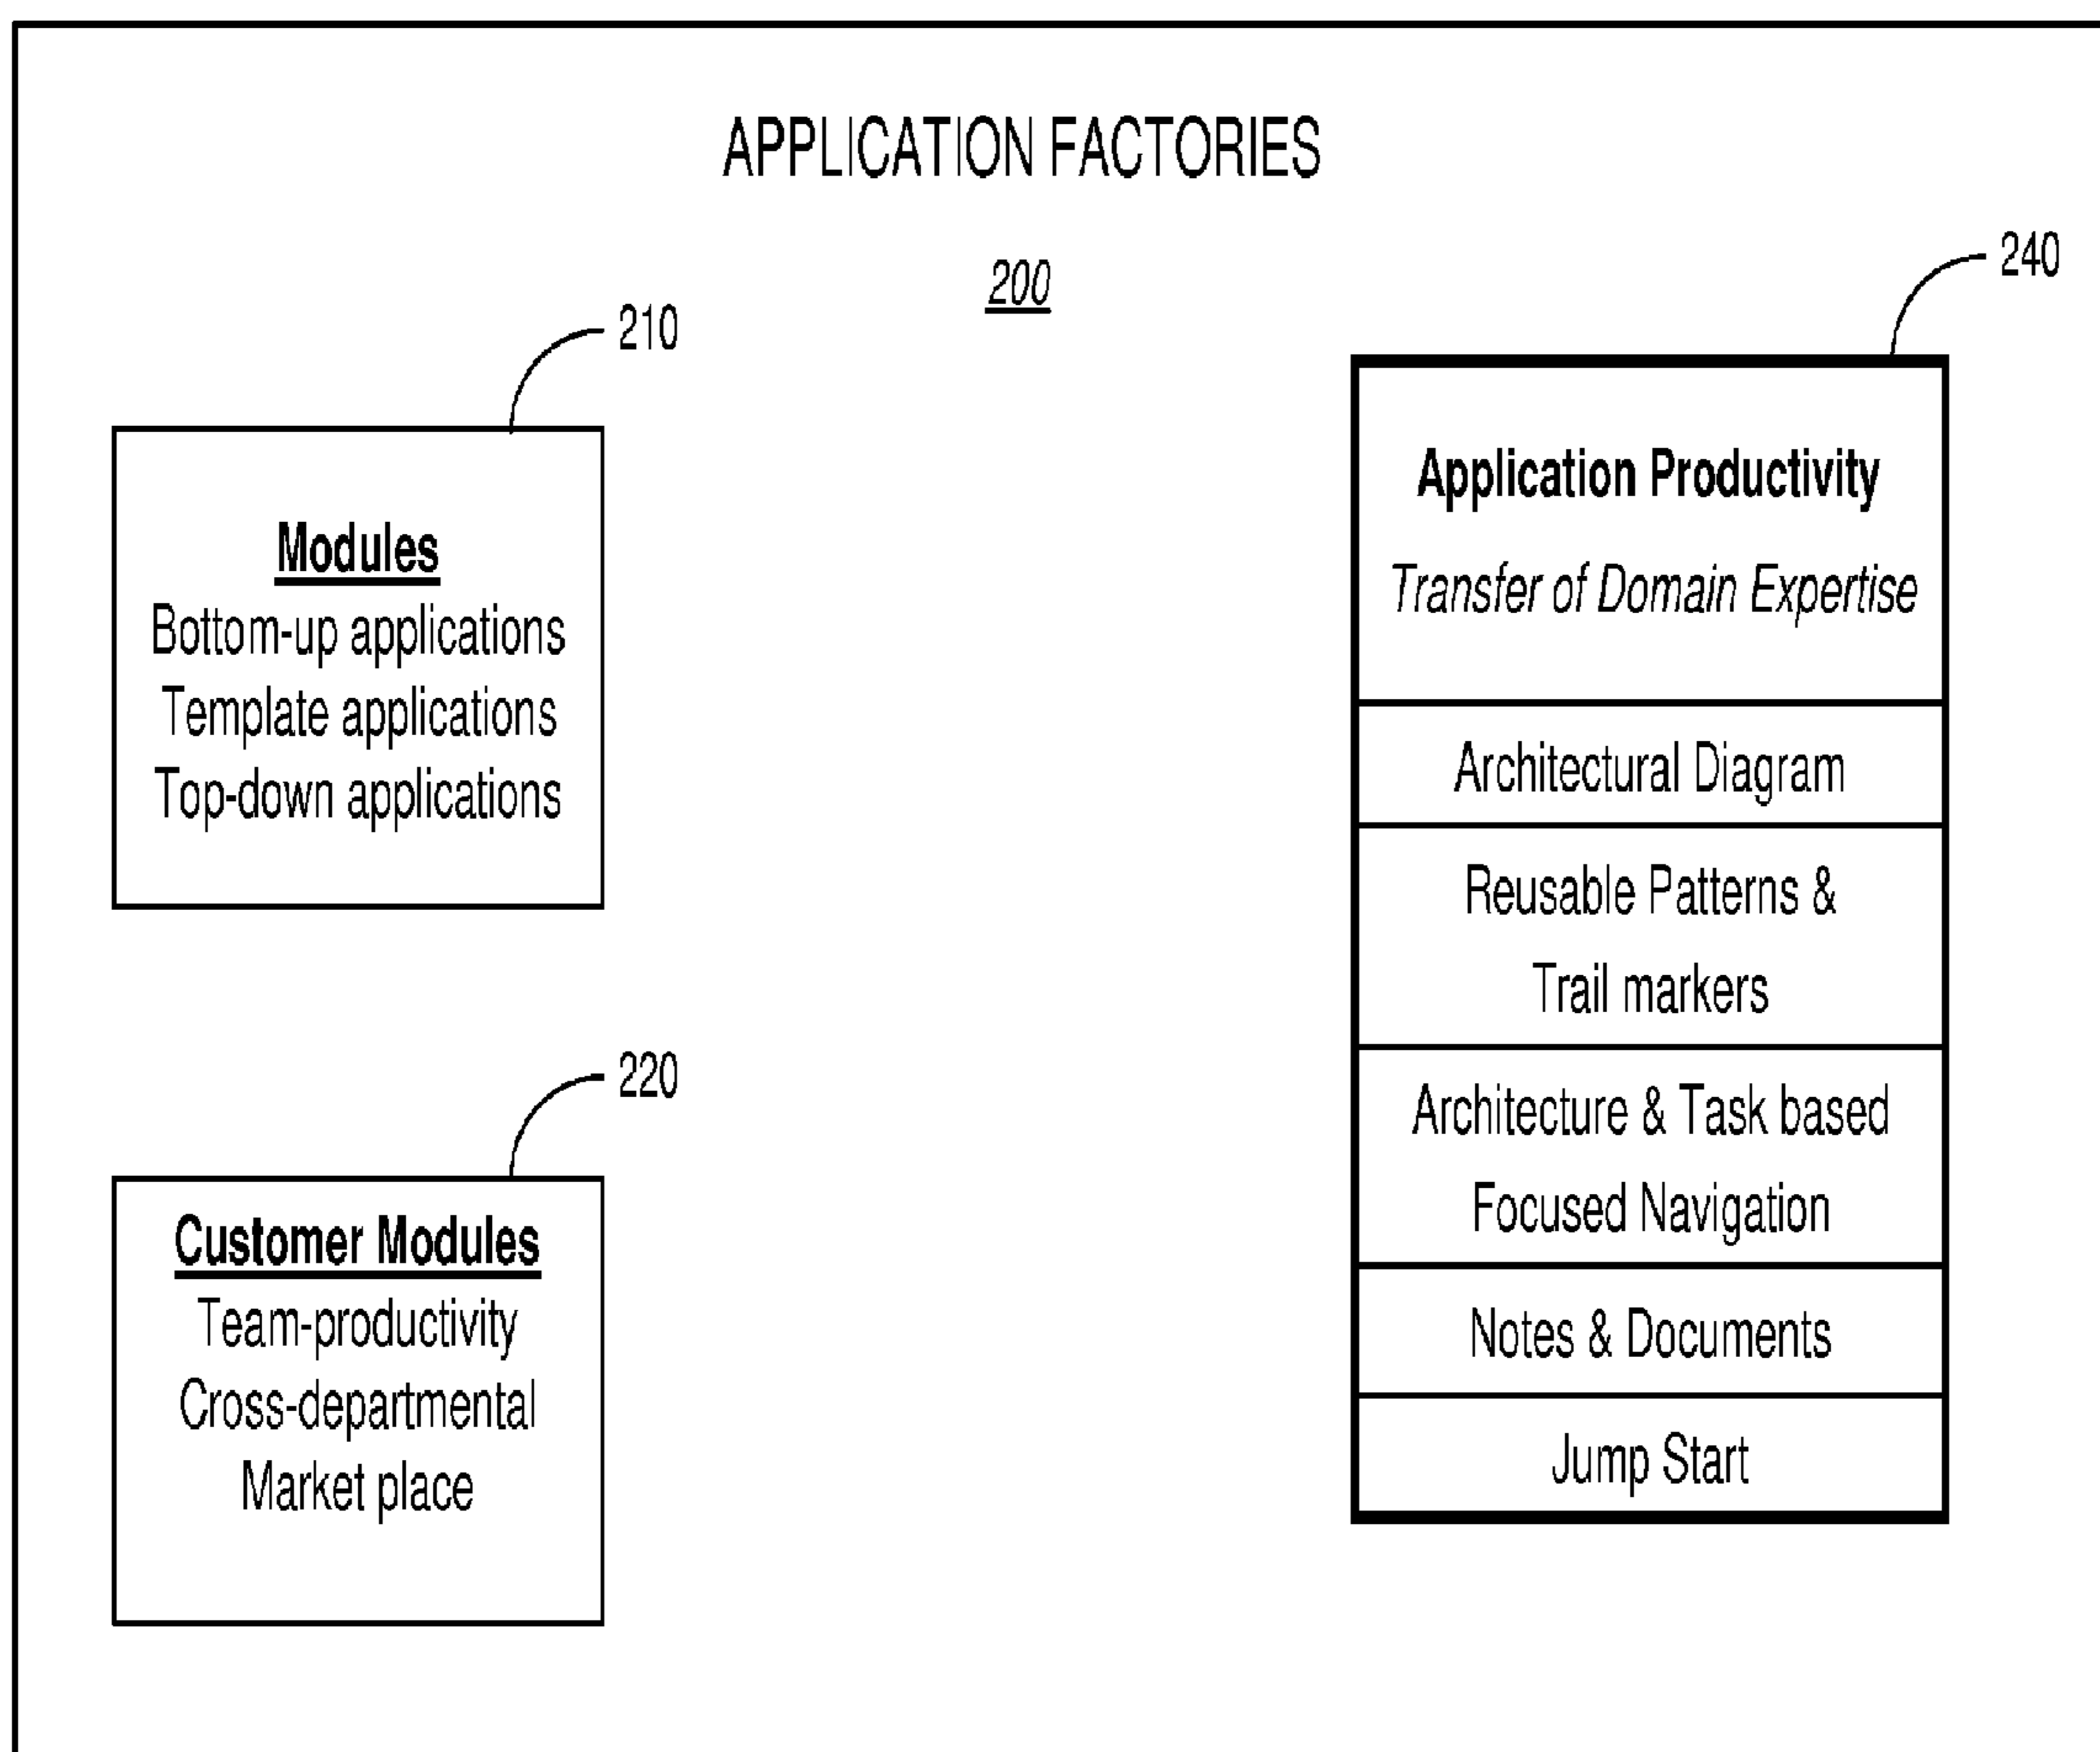 APPLICATION FACTORIES
200
210
Modules
Bottom-up applications
Template applications
Top-down applications
220
Customer Modules
Team-productivity
Cross-departmental
Market place
240
Application Productivity
Transfer of Domain Expertise
Architectural Diagram
Reusable Patterns &
Trail markers
Architecture & Task based
Focused Navigation
Notes & Documents
Jump Start